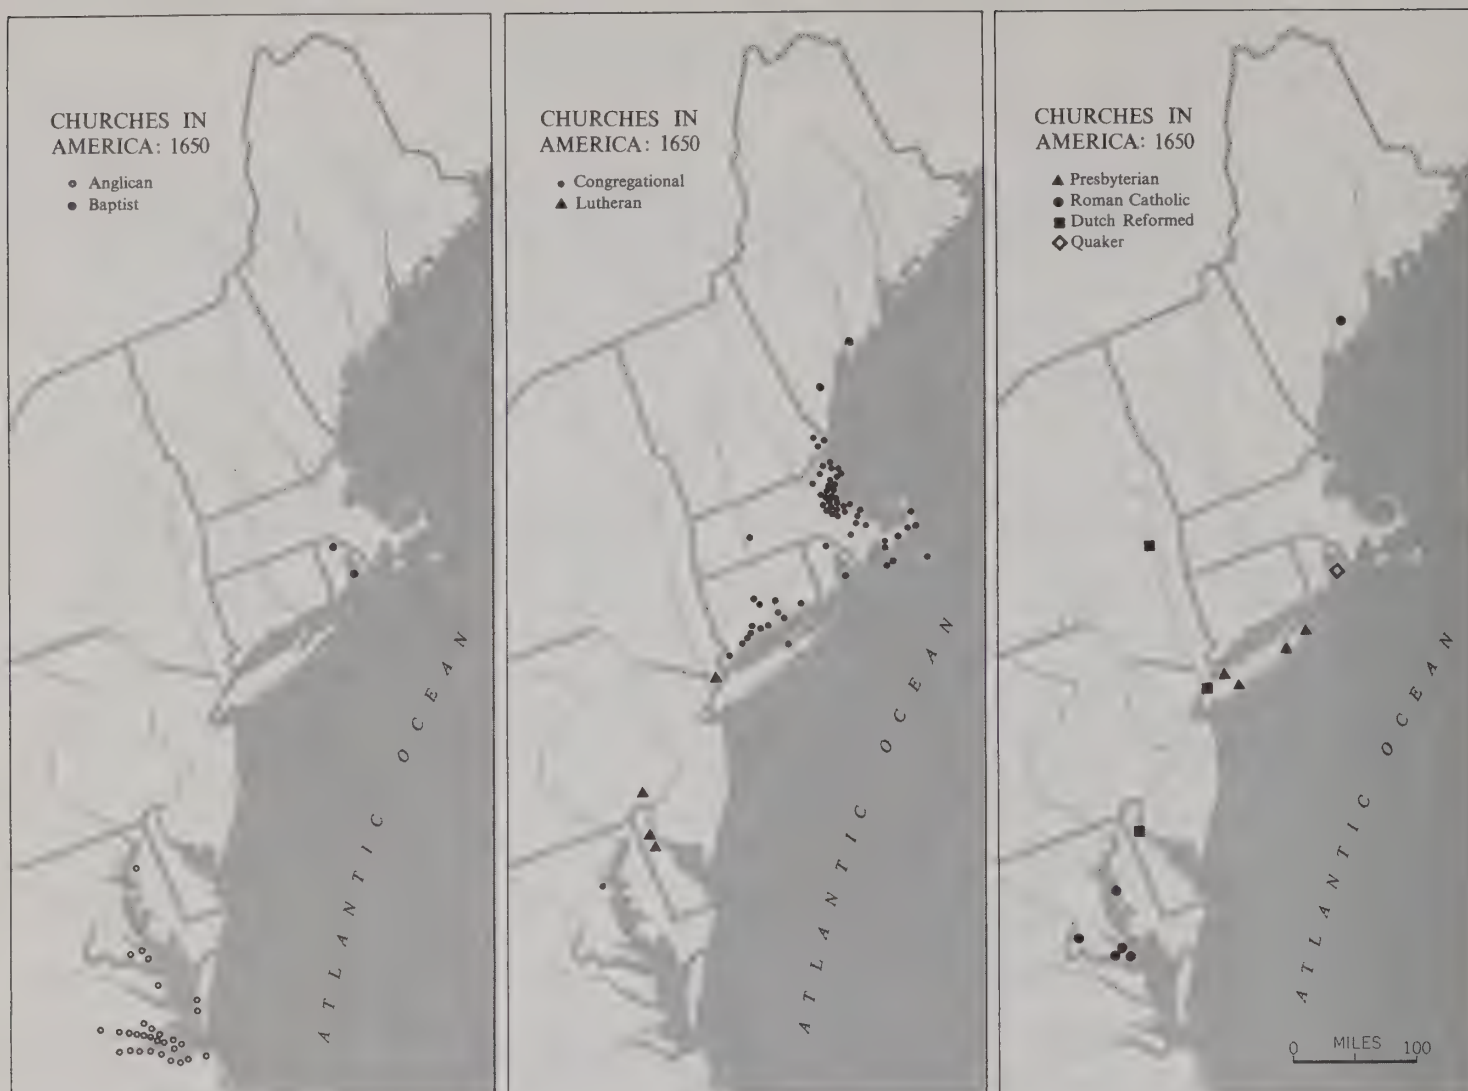 CHURCHES IN
AMERICA: 1650
Anglican
Baptist
ATLANTIC OCEAN
CHURCHES IN
AMERICA: 1650
Congregational
Lutheran
ATLANTIC OCEAN
CHURCHES IN
AMERICA: 1650
Presbyterian
Roman Catholic
Dutch Reformed
Quaker
ATLANTIC OCEAN
MILES
0 100